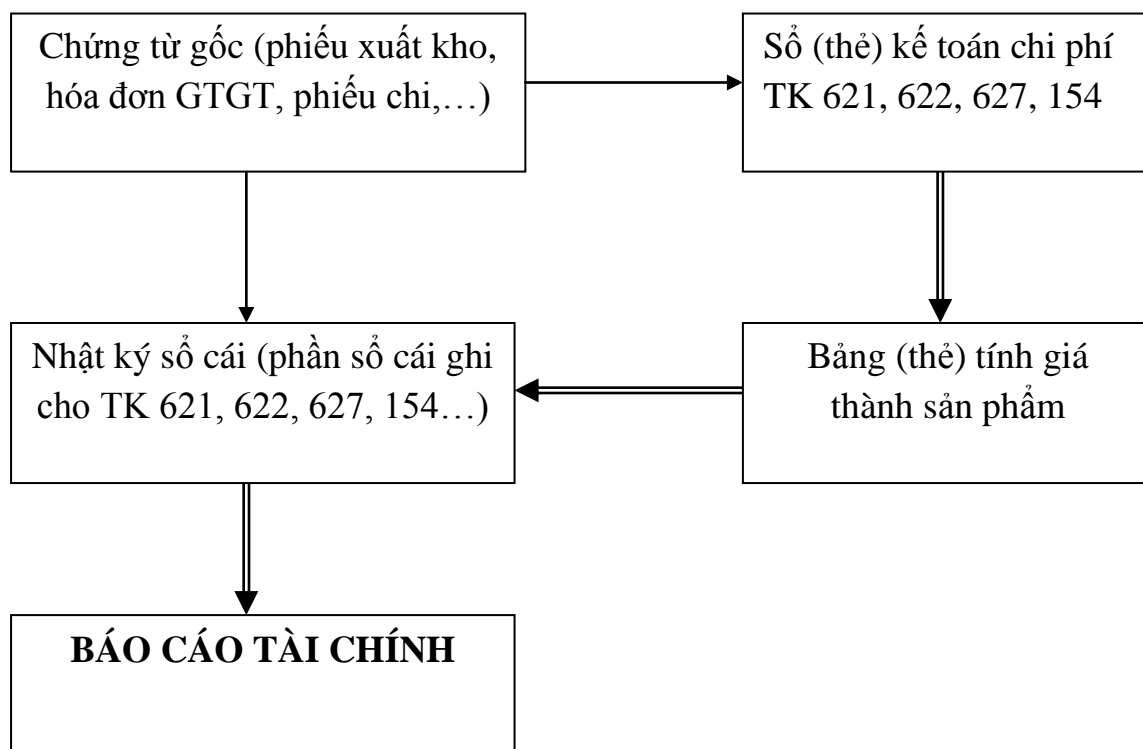 Chứng từ gốc (phiếu xuất kho,
hóa đơn GTGT, phiếu chi,…)
Sổ (thẻ) kế toán chi phí
TK 621, 622, 627, 154
Nhật ký sổ cái (phần sổ cái ghi
cho TK 621, 622, 627, 154…)
Bảng (thẻ) tính giá
thành sản phẩm
BÁO CÁO TÀI CHÍNH